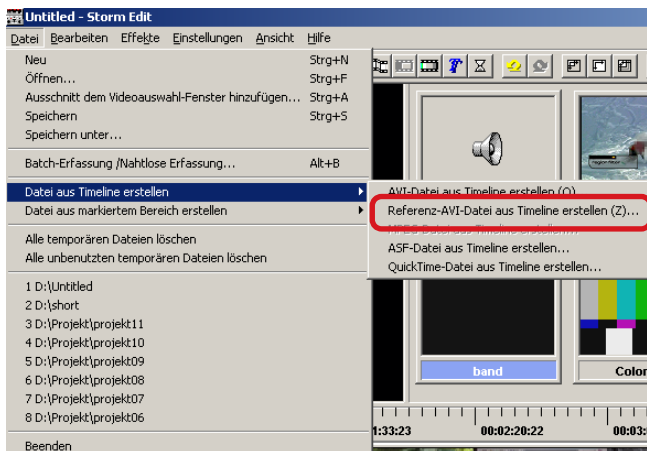 Untitled - Storm Edit
Datei Bearbeiten Effekte Einstellungen Ansicht Hilfe
Neu Strg+N
Öffnen... Strg+F
Ausschnitt dem Videoauswahl-Fenster hinzufügen... Strg+A
Speichern Strg+S
Speichern unter...
Batch-Erfassung /Nahtlose Erfassung... Alt+B
Datei aus Timeline erstellen
Datei aus markiertem Bereich erstellen
Alle temporären Dateien löschen
Alle unbenutzten temporären Dateien löschen
1 D:\Untitled
2 D:\short
3 D:\Projekt\projekt11
4 D:\Projekt\projekt10
5 D:\Projekt\projekt09
6 D:\Projekt\projekt08
7 D:\Projekt\projekt07
8 D:\Projekt\projekt06
Beenden
AVI-Datei aus Timeline erstellen (O)
Referenz-AVI-Datei aus Timeline erstellen (Z)...
MPEG-Datei aus Timeline erstellen...
ASF-Datei aus Timeline erstellen...
QuickTime-Datei aus Timeline erstellen...
band
Color
1:33:23 00:02:20:22 00:03: